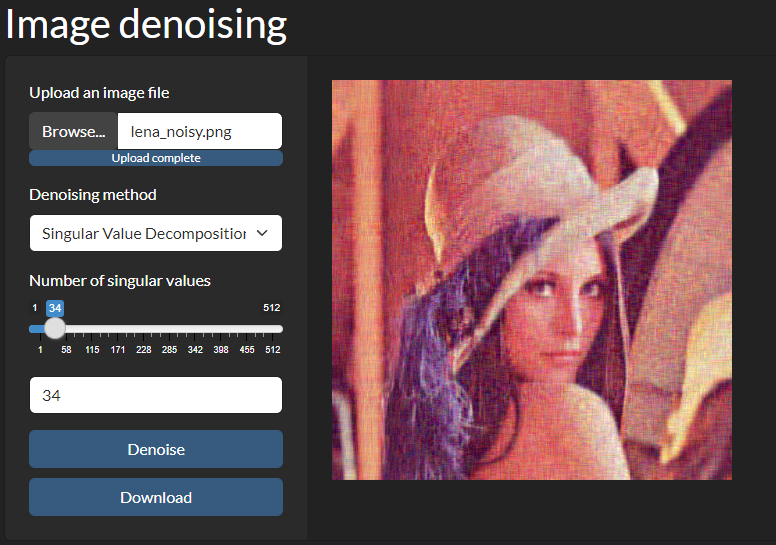 Image denoising
Upload an image file
Browse... lena_noisy.png
Upload complete
Denoising method
Singular Value Decomposition
Number of singular values
1 34 512
1 58 115 171 228 285 342 398 455 512
34
Denoise
Download